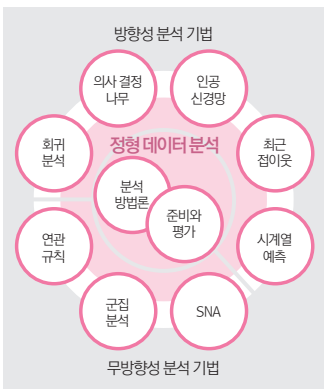 방향성 분석 기법
의사 결정
나무
인공
신경망
회귀
분석
정형 데이터 분석
최근
접이웃
분석
방법론
준비와
평가
연관
규칙
시계열
예측
군집
분석
SNA
무방향성 분석 기법